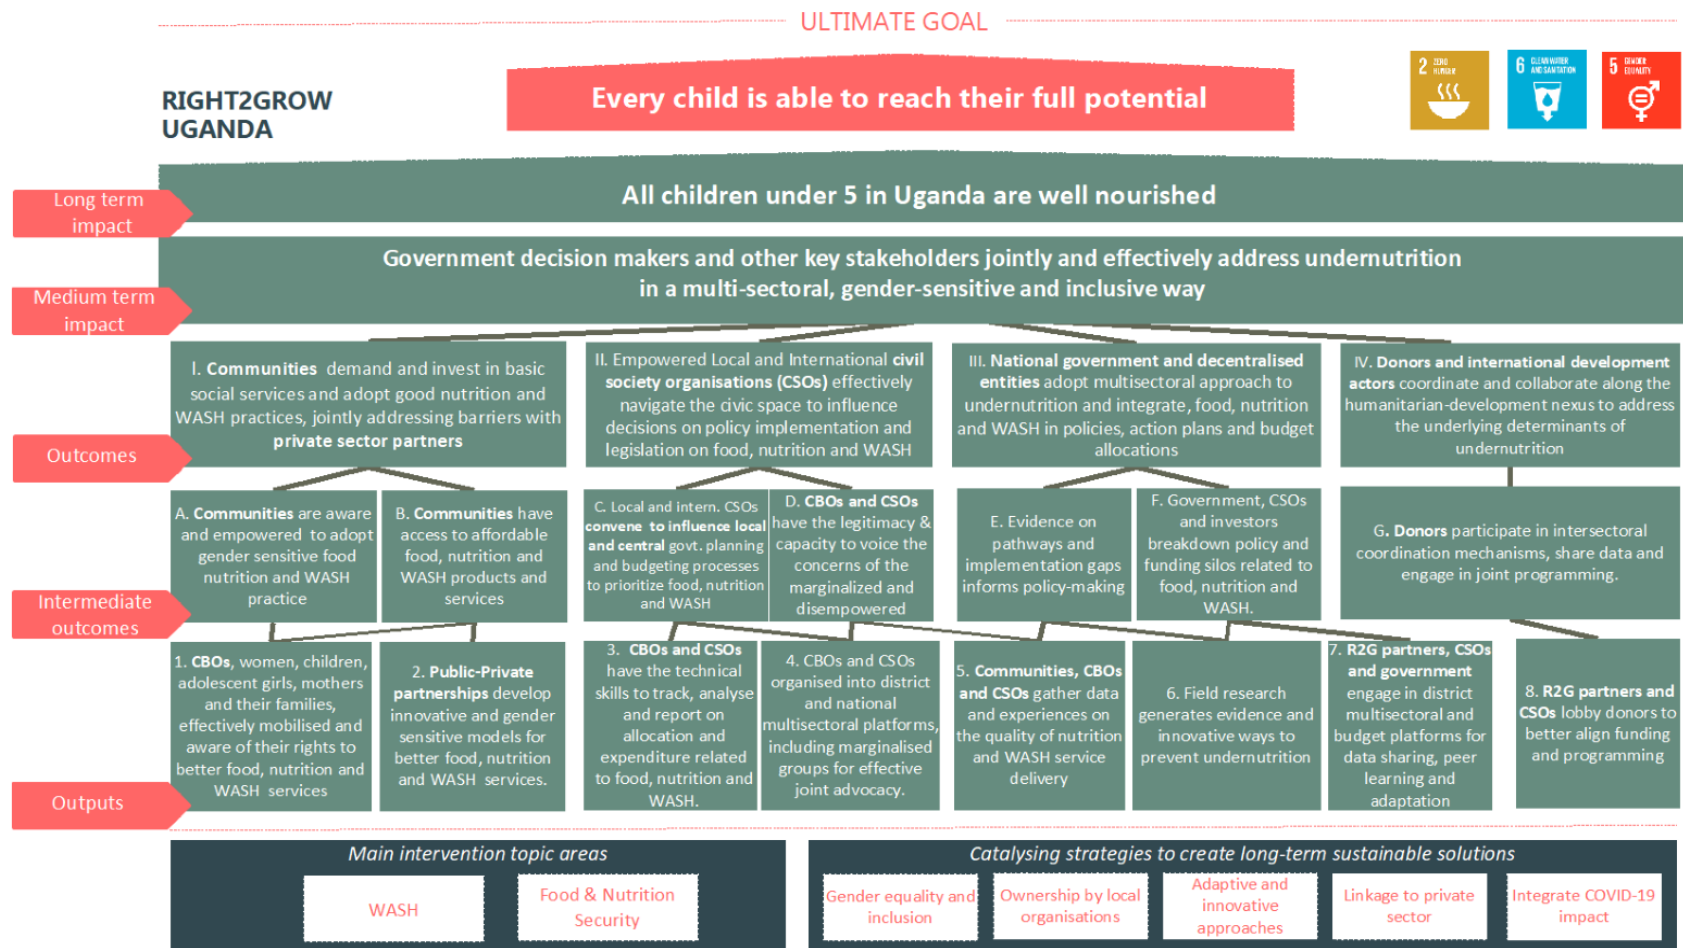 ULTIMATE GOAL
RIGHT2GROW
UGANDA
Every child is able to reach their full potential
2 ZERO
HUNGER
6 CLEAN WATER
AND SANITATION
5 GENDER
EQUALITY
Long term
impact
All children under 5 in Uganda are well nourished
Medium term
impact
Government decision makers and other key stakeholders jointly and effectively address undernutrition
in a multi-sectoral, gender-sensitive and inclusive way
Outcomes
I. Communities demand and invest in basic
social services and adopt good nutrition and
WASH practices, jointly addressing barriers with
private sector partners
II. Empowered Local and International civil
society organisations (CSOs) effectively
navigate the civic space to influence
decisions on policy implementation and
legislation on food, nutrition and WASH
III. National government and decentralised
entities adopt multisectoral approach to
undernutrition and integrate, food, nutrition
and WASH in policies, action plans and budget
allocations
IV. Donors and international development
actors coordinate and collaborate along the
humanitarian-development nexus to address
the underlying determinants of
undernutrition
Intermediate
outcomes
A. Communities are aware
and empowered to adopt
gender sensitive food
nutrition and WASH
practice
B. Communities have
access to affordable
food, nutrition and
WASH products and
services
C. Local and intern. CSOs
convene to influence local
and central govt. planning
and budgeting processes
to prioritize food, nutrition
and WASH
D. CBOs and CSOs
have the legitimacy &
capacity to voice the
concerns of the
marginalized and
disempowered
E. Evidence on
pathways and
implementation gaps
informs policy-making
F. Government, CSOs
and investors
breakdown policy and
funding silos related to
food, nutrition and
WASH.
G. Donors participate in intersectoral
coordination mechanisms, share data and
engage in joint programming.
Outputs
1. CBOs, women, children,
adolescent girls, mothers
and their families,
effectively mobilised and
aware of their rights to
better food, nutrition and
WASH services
2. Public-Private
partnerships develop
innovative and gender
sensitive models for
better food, nutrition
and WASH services.
3. CBOs and CSOs
have the technical
skills to track, analyse
and report on
allocation and
expenditure related
to food, nutrition and
WASH.
4. CBOs and CSOs
organised into district
and national
multisectoral platforms,
including marginalised
groups for effective
joint advocacy.
5. Communities, CBOs
and CSOs gather data
and experiences on
the quality of nutrition
and WASH service
delivery
6. Field research
generates evidence and
innovative ways to
prevent undernutrition
7. R2G partners, CSOs
and government
engage in district
multisectoral and
budget platforms for
data sharing, peer
learning and
adaptation
8. R2G partners and
CSOs lobby donors to
better align funding
and programming
Main intervention topic areas
WASH
Food & Nutrition
Security
Catalysing strategies to create long-term sustainable solutions
Gender equality and
inclusion
Ownership by local
organisations
Adaptive and
innovative
approaches
Linkage to private
sector
Integrate COVID-19
impact